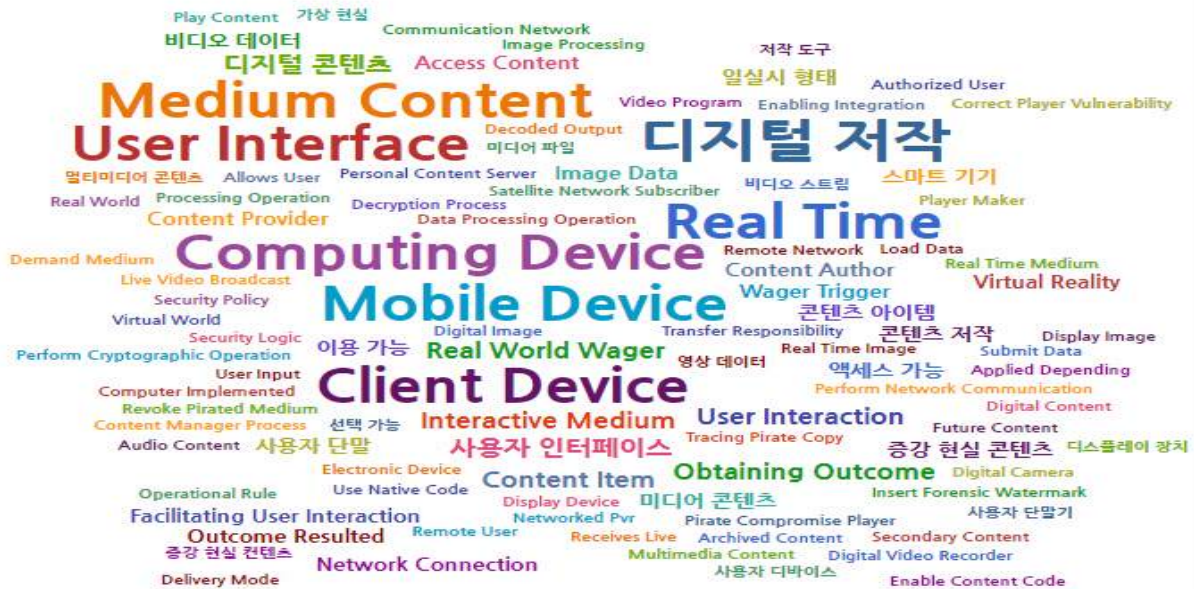 Play Content 가상 현실
Communication Network
비디오 데이터 Image Processing 저작 도구
디지털 콘텐츠 Access Content 일실시 형태 Authorized User
Medium Content Video Program Enabling Integration Correct Player Vulnerability
User Interface Decoded Output 디지털 저작
미디어 파일
멀티미디어 콘텐츠 Allows User Personal Content Server Image Data 비디오 스트림 스마트 기기
Real World Processing Operation Decryption Process Satellite Network Subscriber Player Maker
Content Provider Data Processing Operation Real Time
Computing Device Remote Network Load Data
Demand Medium Content Author Real Time Medium
Live Video Broadcast Wager Trigger Virtual Reality
Security Policy Mobile Device 콘텐츠 아이템
Virtual World Digital Image Transfer Responsibility 콘텐츠 저작 Display Image
Security Logic 이용 가능 Real World Wager 영상 데이터 Real Time Image Submit Data
Perform Cryptographic Operation 액세스 가능 Applied Depending
User Input Client Device Perform Network Communication
Computer Implemented
Revoke Pirated Medium Digital Content
Content Manager Process 선택 가능 Interactive Medium User Interaction Future Content
Audio Content 사용자 단말 사용자 인터페이스 Tracing Pirate Copy 증강 현실 콘텐츠 디스플레이 장치
Electronic Device Content Item Obtaining Outcome Digital Camera
Operational Rule Use Native Code Display Device 미디어 콘텐츠 Insert Forensic Watermark
Facilitating User Interaction Networked Pvr Pirate Compromise Player 사용자 단말기
Outcome Resulted Remote User Receives Live Archived Content Secondary Content
증강 현실 컨텐츠 Network Connection Multimedia Content Digital Video Recorder
Delivery Mode 사용자 디바이스 Enable Content Code